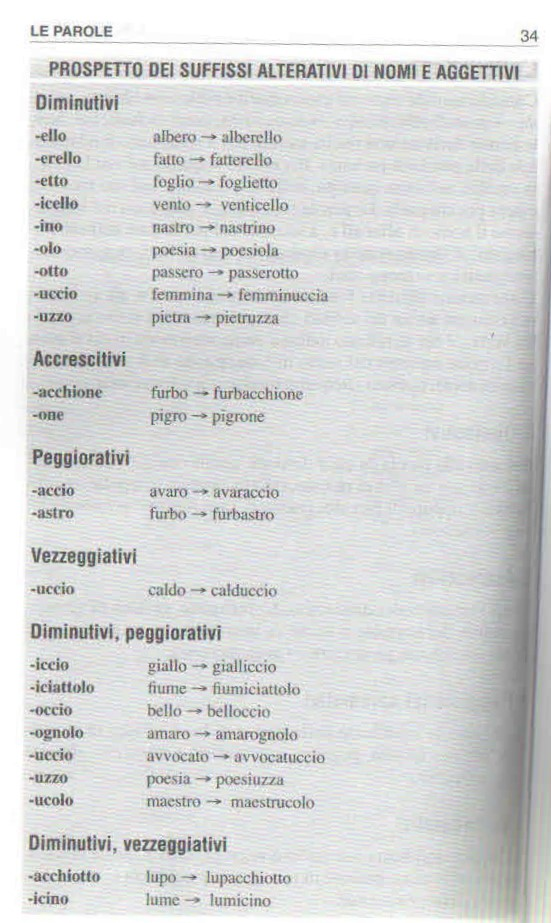 LE PAROLE 34
PROSPETTO DEI SUFFISSI ALTERATIVI DI NOMI E AGGETTIVI
Diminutivi
-ello albero → alberello
-erello fatto → fatterello
-etto foglio → foglietto
-icello vento → venticello
-ino nastro → nastrino
-olo poesia → poesiola
-otto passero → passerotto
-uccio femmina → femminuccia
-uzzo pietra → pietruzza
Accrescitivi
-acchione furbo → furbacchione
-one pigro → pigrone
Peggiorativi
-accio avaro → avaraccio
-astro furbo → furbastro
Vezzeggiativi
-uccio caldo → calduccio
Diminutivi, peggiorativi
-iccio giallo → gialliccio
-iciattolo fiume → fiumiciattolo
-occio bello → belloccio
-ognolo amaro → amarognolo
-uccio avvocato → avvocatuccio
-uzzo poesia → poesiuzza
-ucolo maestro → maestrucolo
Diminutivi, vezzeggiativi
-acchiotto lupo → lupacchiotto
-icino lume → lumicino